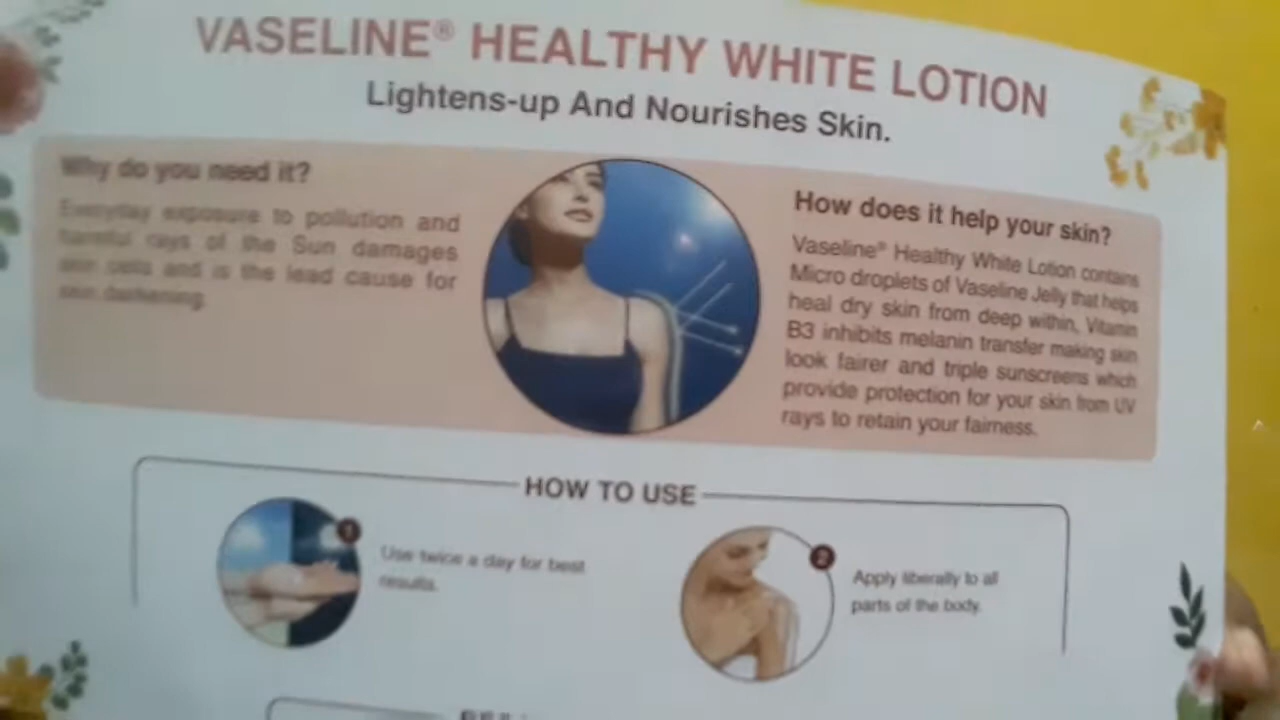 VASELINE® HEALTHY WHITE LOTION
Lightens-up And Nourishes Skin.
Why do you need it?
Everyday exposure to pollution and
harmful rays of the Sun damages
skin cells and is the lead cause for
skin darkening.
How does it help your skin?
Vaseline® Healthy White Lotion contains
Micro droplets of Vaseline Jelly that helps
heal dry skin from deep within, Vitamin
B3 inhibits melanin transfer making skin
look fairer and triple sunscreens which
provide protection for your skin from UV
rays to retain your fairness.
HOW TO USE
1
Use twice a day for best
results.
2
Apply liberally to all
parts of the body.